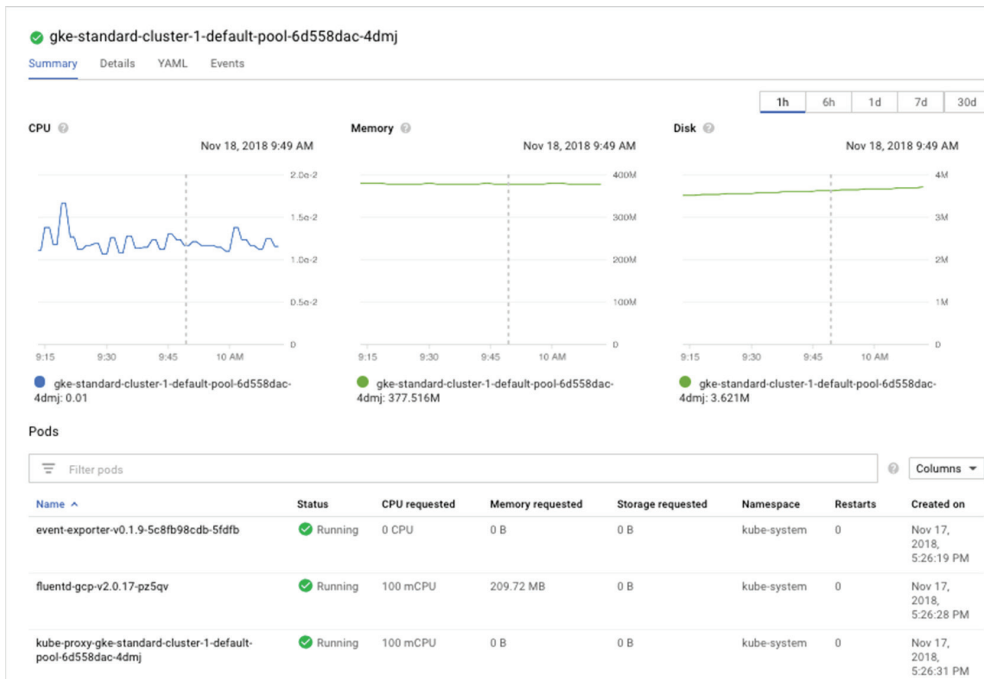 gke-standard-cluster-1-default-pool-6d558dac-4dmj
Summary Details YAML Events
1h 6h 1d 7d 30d
CPU
Nov 18, 2018 9:49 AM
2.0e-2
1.5e-2
1.0e-2
0.5e-2
0
9:15 9:30 9:45 10 AM
gke-standard-cluster-1-default-pool-6d558dac-
4dmj: 0.01
Memory
Nov 18, 2018 9:49 AM
400M
300M
200M
100M
0
9:15 9:30 9:45 10 AM
gke-standard-cluster-1-default-pool-6d558dac-
4dmj: 377.516M
Disk
Nov 18, 2018 9:49 AM
4M
3M
2M
1M
0
9:15 9:30 9:45 10 AM
gke-standard-cluster-1-default-pool-6d558dac-
4dmj: 3.621M
Pods
Filter pods
Columns
Name Status CPU requested Memory requested Storage requested Namespace Restarts Created on
event-exporter-v0.1.9-5c8fb98cdb-5fdfb Running 0 CPU 0 B 0 B kube-system 0 Nov 17,
2018,
5:26:19 PM
fluentd-gcp-v2.0.17-pz5qv Running 100 mCPU 209.72 MB 0 B kube-system 0 Nov 17,
2018,
5:26:28 PM
kube-proxy-gke-standard-cluster-1-default- Running 100 mCPU 0 B 0 B kube-system 0 Nov 17,
pool-6d558dac-4dmj 2018,
5:26:31 PM